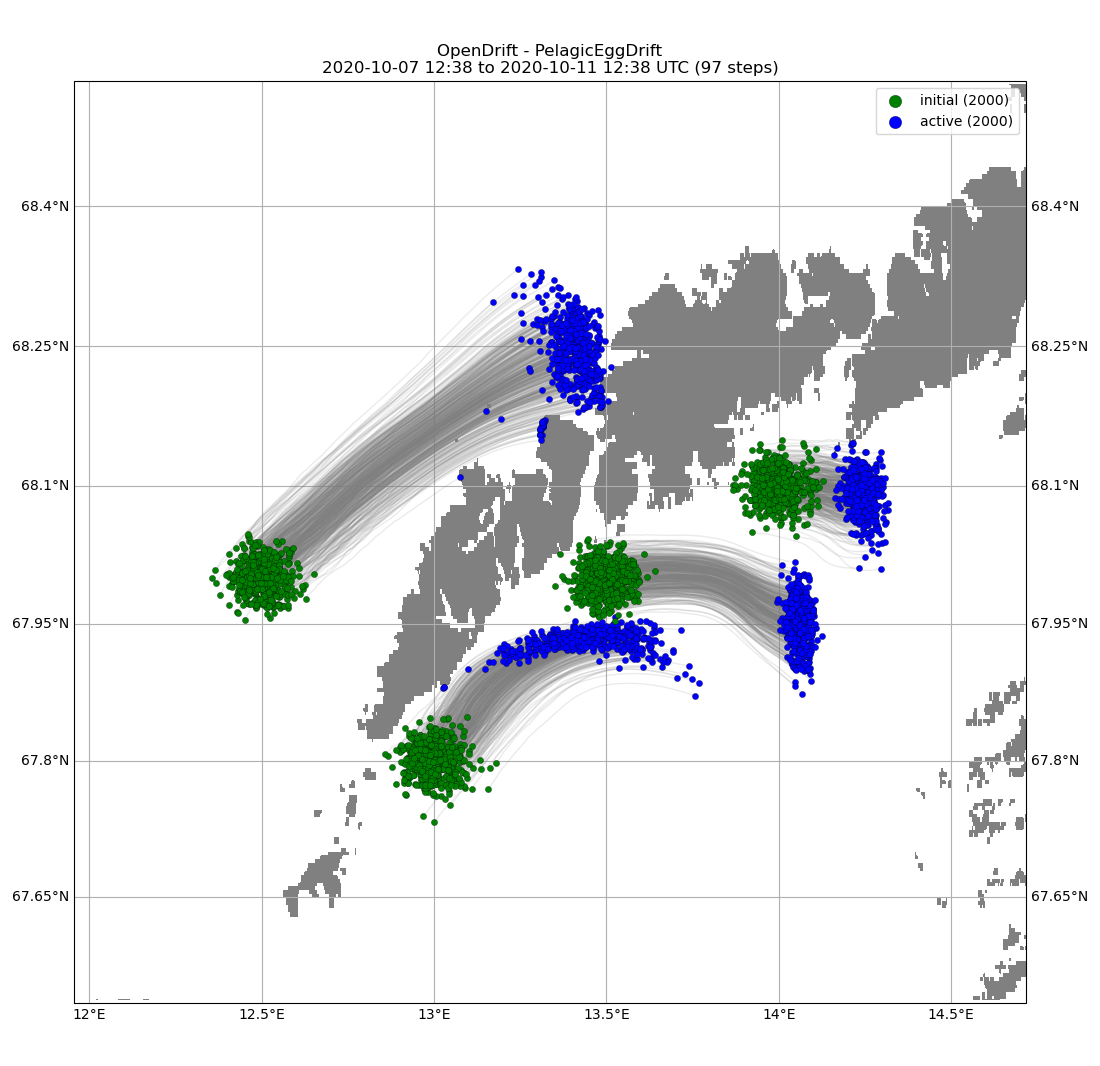 OpenDrift - PelagicEggDrift
2020-10-07 12:38 to 2020-10-11 12:38 UTC (97 steps)
initial (2000)
active (2000)
68.4°N 68.4°N
68.25°N 68.25°N
68.1°N 68.1°N
67.95°N 67.95°N
67.8°N 67.8°N
67.65°N 67.65°N
12°E 12.5°E 13°E 13.5°E 14°E 14.5°E